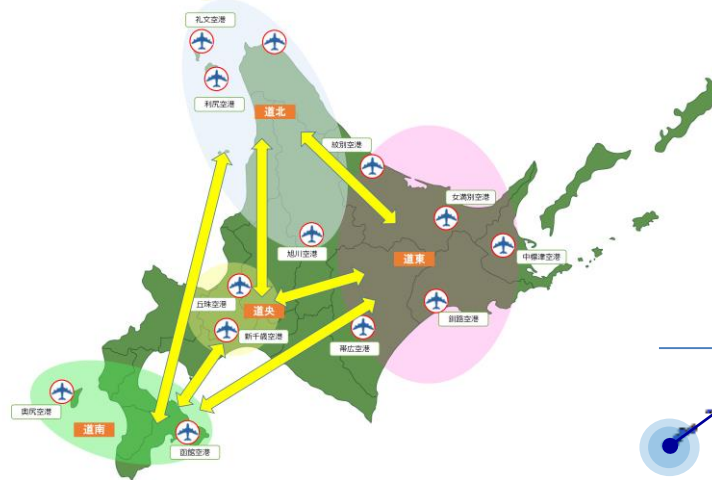 礼文空港
利尻空港
道北
紋別空港
女満別空港
旭川空港
中標津空港
道東
丘珠空港
道央
釧路空港
新千歳空港
帯広空港
奥尻空港
道南
函館空港